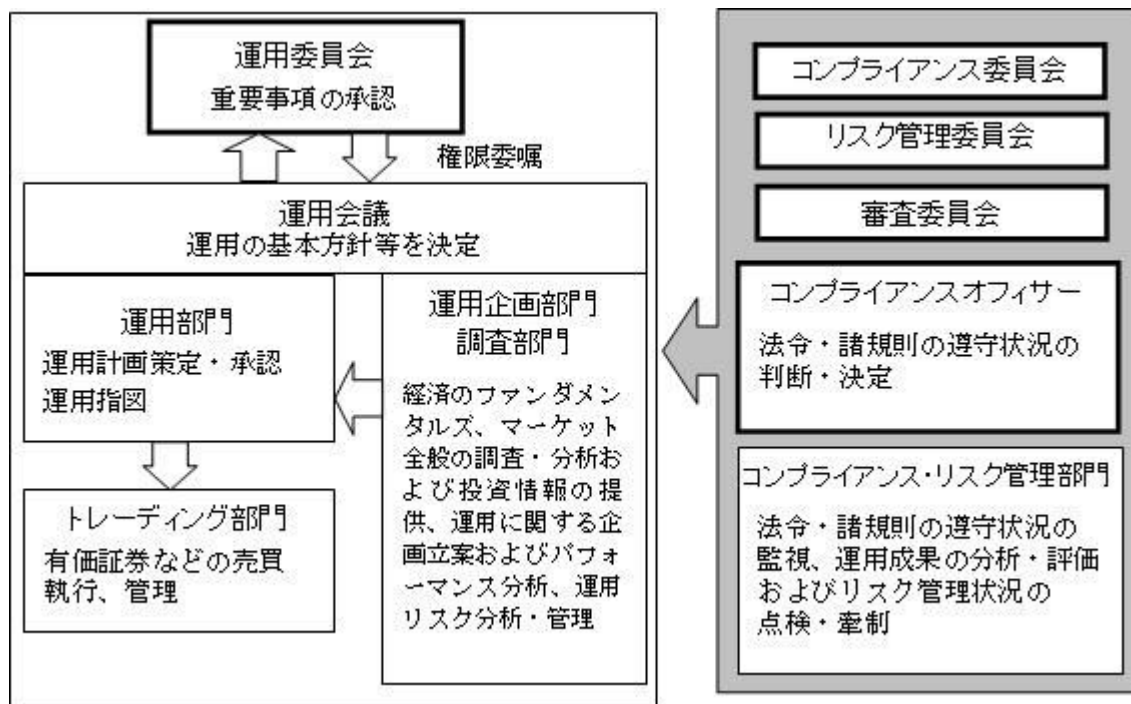 運用委員会
重要事項の承認
権限委嘱
運用会議
運用の基本方針等を決定
運用部門
運用計画策定・承認
運用指図
トレーディング部門
有価証券などの売買
執行、管理
運用企画部門
調査部門
経済のファンダメン
タルズ、マーケット
全般の調査・分析お
よび投資情報の提
供、運用に関する企
画立案およびパフォ
ーマンス分析、運用
リスク分析・管理
コンプライアンス委員会
リスク管理委員会
審査委員会
コンプライアンスオフィサー
法令・諸規則の遵守状況の
判断・決定
コンプライアンス・リスク管理部門
法令・諸規則の遵守状況の
監視、運用成果の分析・評価
およびリスク管理状況の
点検・牽制